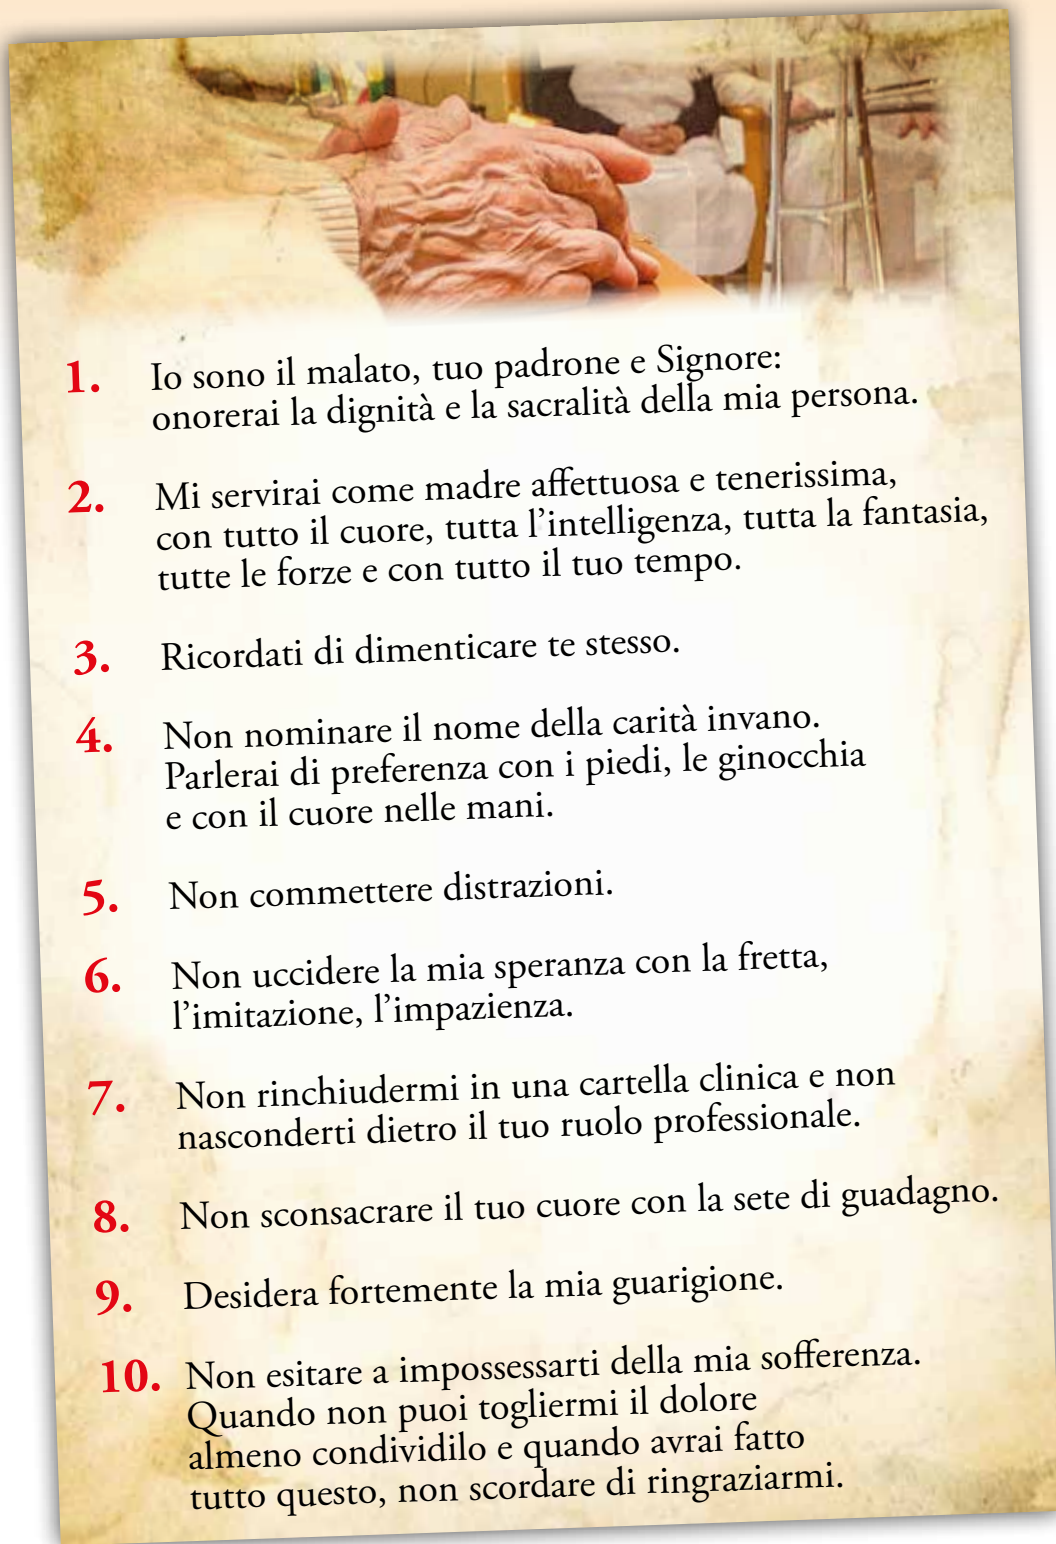 1. Io sono il malato, tuo padrone e Signore:
onorerai la dignità e la sacralità della mia persona.
2. Mi servirai come madre affettuosa e tenerissima,
con tutto il cuore, tutta l’intelligenza, tutta la fantasia,
tutte le forze e con tutto il tuo tempo.
3. Ricordati di dimenticare te stesso.
4. Non nominare il nome della carità invano.
Parlerai di preferenza con i piedi, le ginocchia
e con il cuore nelle mani.
5. Non commettere distrazioni.
6. Non uccidere la mia speranza con la fretta,
l’imitazione, l’impazienza.
7. Non rinchiudermi in una cartella clinica e non
nasconderti dietro il tuo ruolo professionale.
8. Non sconsacrare il tuo cuore con la sete di guadagno.
9. Desidera fortemente la mia guarigione.
10. Non esitare a impossessarti della mia sofferenza.
Quando non puoi togliermi il dolore
almeno condividilo e quando avrai fatto
tutto questo, non scordare di ringraziarmi.